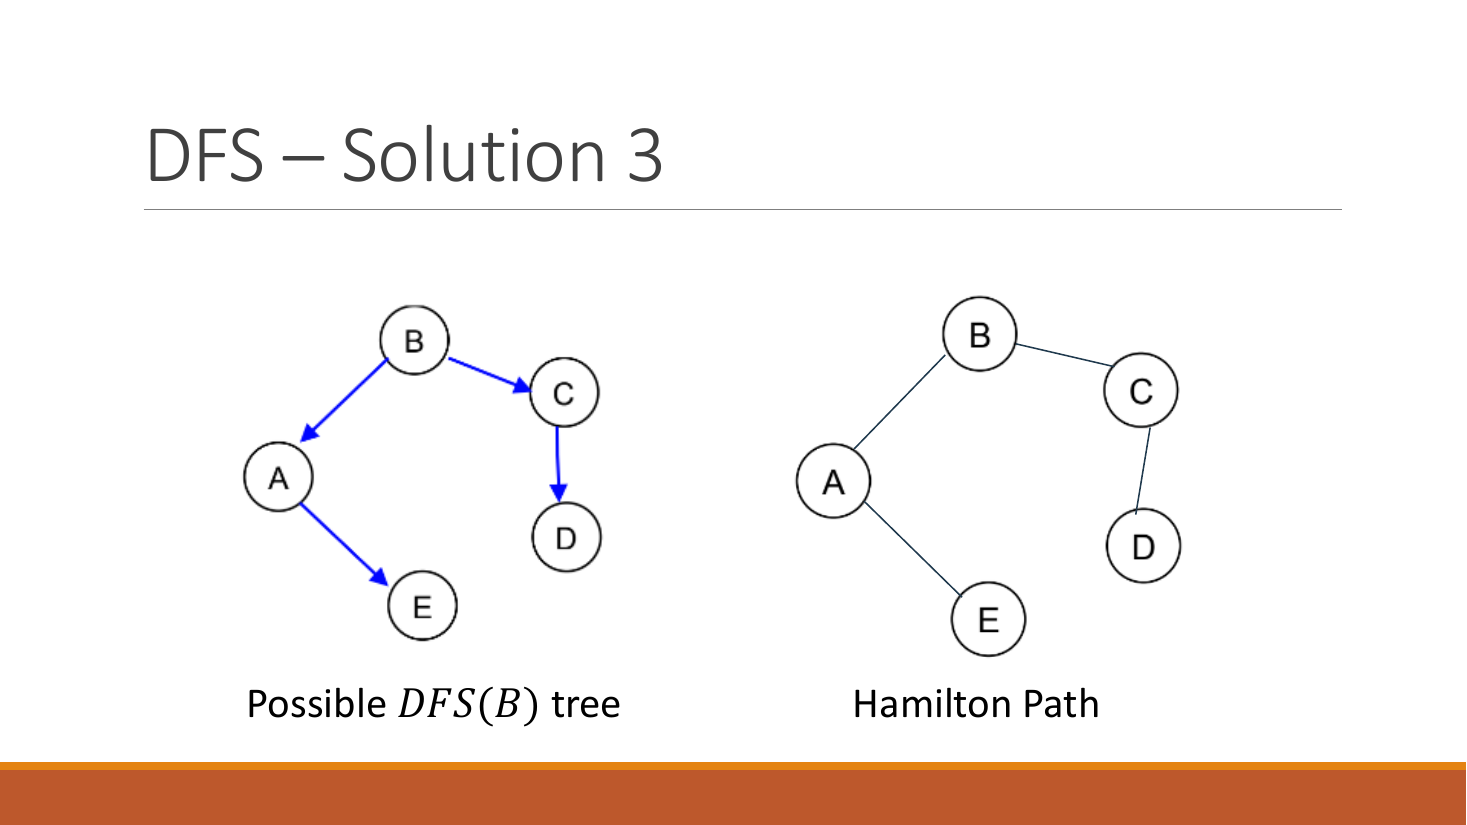 DFS – Solution 3
B
C
A
D
E
Possible 𝐷𝐹𝑆(𝐵) tree
B
C
A
D
E
Hamilton Path